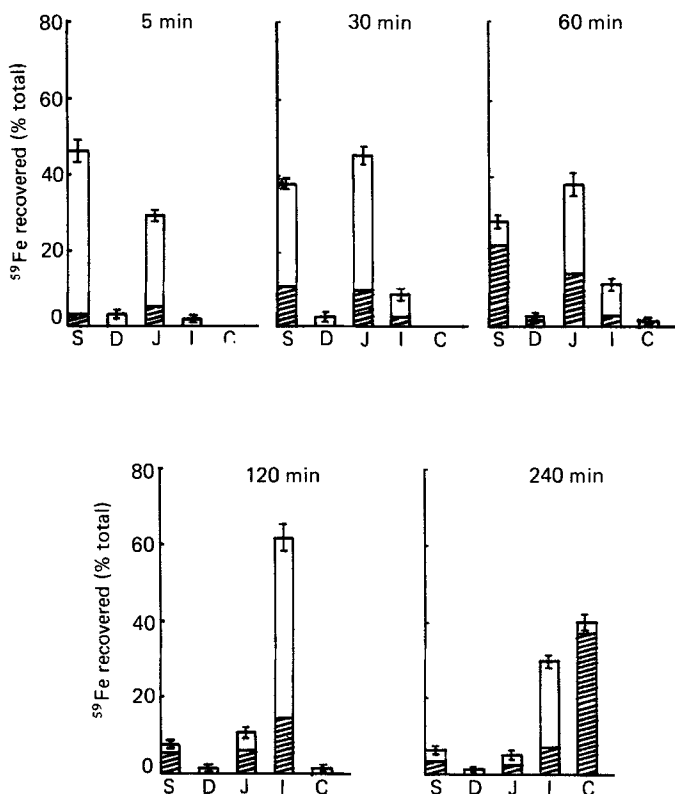 5 min 30 min 60 min
⁵⁹Fe recovered (% total)
80
60
40
20
0
S D J I C S D J I C S D J I C
120 min 240 min
⁵⁹Fe recovered (% total)
80
60
40
20
0
S D J I C S D J I C